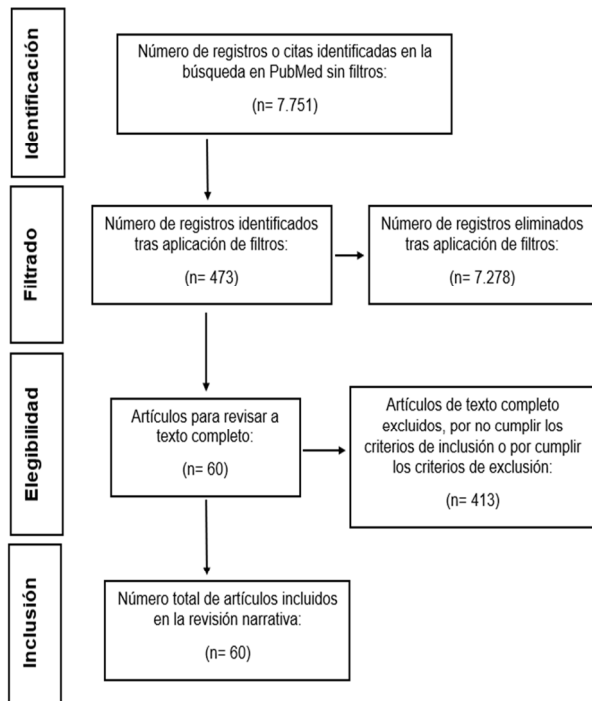 Identificación
Número de registros o citas identificadas en la
búsqueda en PubMed sin filtros:
(n= 7.751)
Filtrado
Número de registros identificados
tras aplicación de filtros:
(n= 473)
Número de registros eliminados
tras aplicación de filtros:
(n= 7.278)
Elegibilidad
Artículos para revisar a
texto completo:
(n= 60)
Artículos de texto completo
excluidos, por no cumplir los
criterios de inclusión o por cumplir
los criterios de exclusión:
(n= 413)
Inclusión
Número total de artículos incluidos
en la revisión narrativa:
(n= 60)